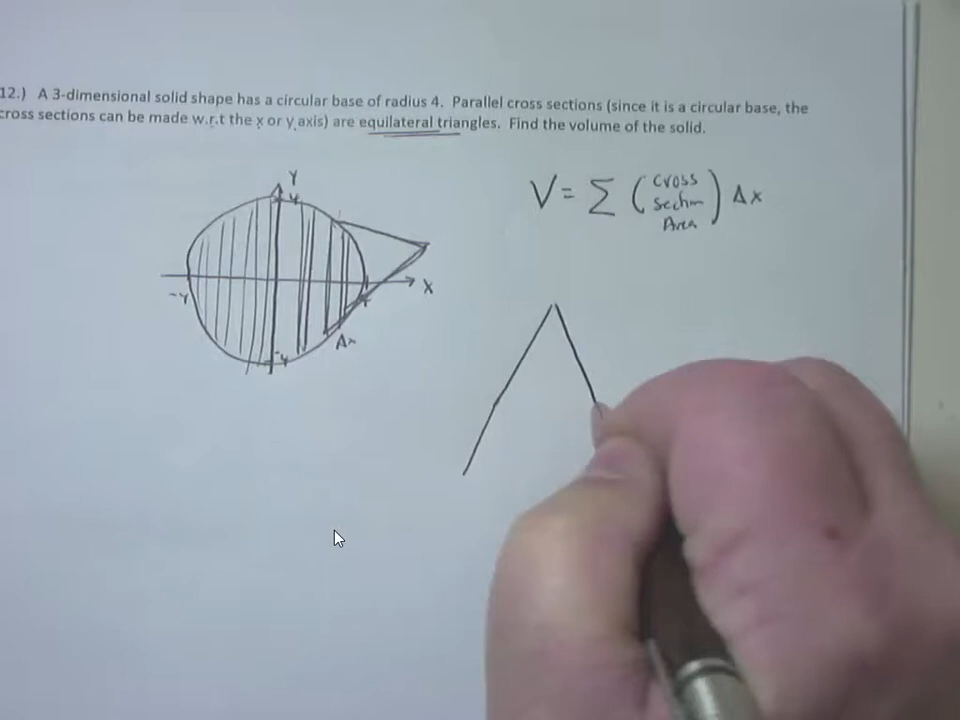 12.) A 3-dimensional solid shape has a circular base of radius 4. Parallel cross sections (since it is a circular base, the
cross sections can be made w.r.t the x or y axis) are equilateral triangles. Find the volume of the solid.
Y
4
V = Σ (Cross Section Area) Δx
X
-4
4
Δx
-4